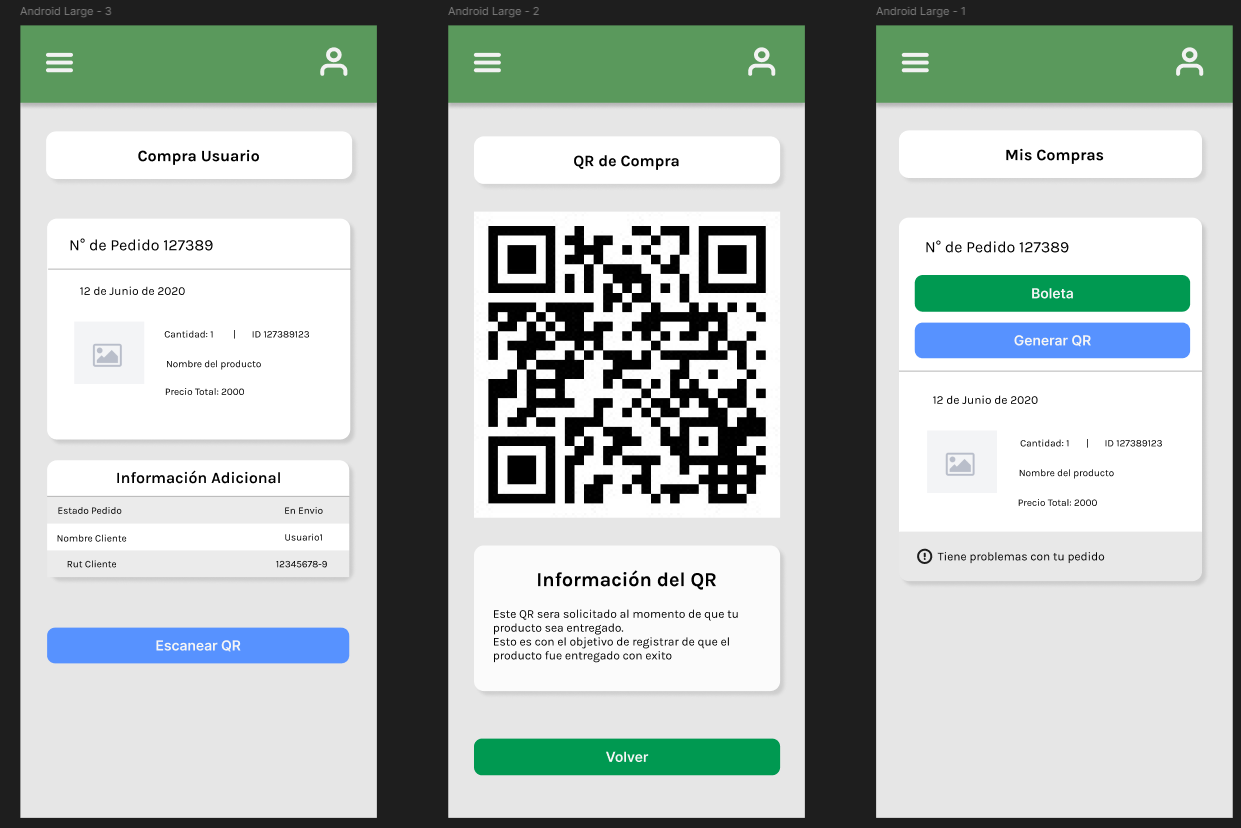 Android Large - 3
Compra Usuario
N° de Pedido 127389
12 de Junio de 2020
Cantidad: 1 | ID 127389123
Nombre del producto
Precio Total: 2000
Información Adicional
Estado Pedido En Envio
Nombre Cliente Usuario1
Rut Cliente 12345678-9
Escanear QR
Android Large - 2
QR de Compra
Información del QR
Este QR sera solicitado al momento de que tu
producto sea entregado.
Esto es con el objetivo de registrar de que el
producto fue entregado con exito
Volver
Android Large - 1
Mis Compras
N° de Pedido 127389
Boleta
Generar QR
12 de Junio de 2020
Cantidad: 1 | ID 127389123
Nombre del producto
Precio Total: 2000
Tiene problemas con tu pedido